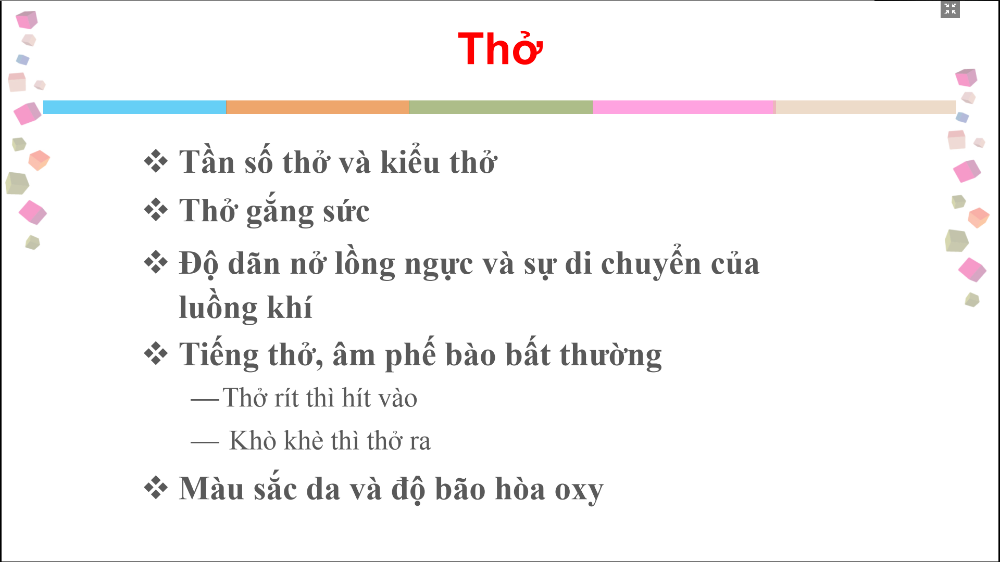 Thở
❖ Tần số thở và kiểu thở
❖ Thở gắng sức
❖ Độ dãn nở lồng ngực và sự di chuyển của
luồng khí
❖ Tiếng thở, âm phế bào bất thường
— Thở rít thì hít vào
— Khò khè thì thở ra
❖ Màu sắc da và độ bão hòa oxy